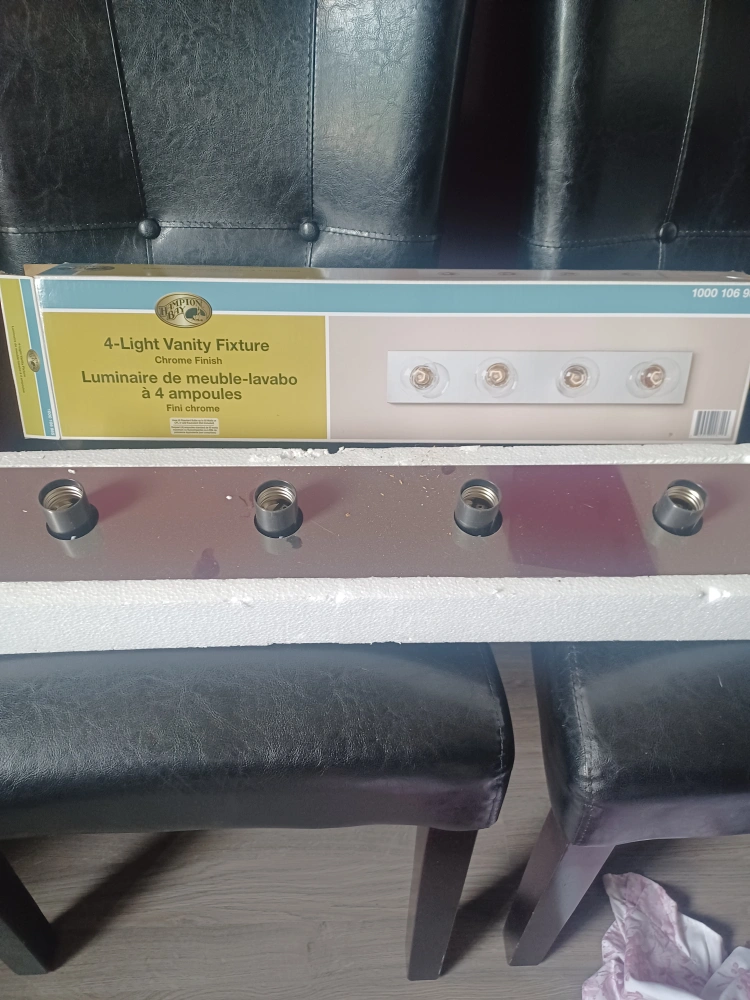 HAMPTON
BAY
4-Light Vanity Fixture
Chrome Finish
Luminaire de meuble-lavabo
à 4 ampoules
Fini chrome
1000 106 9